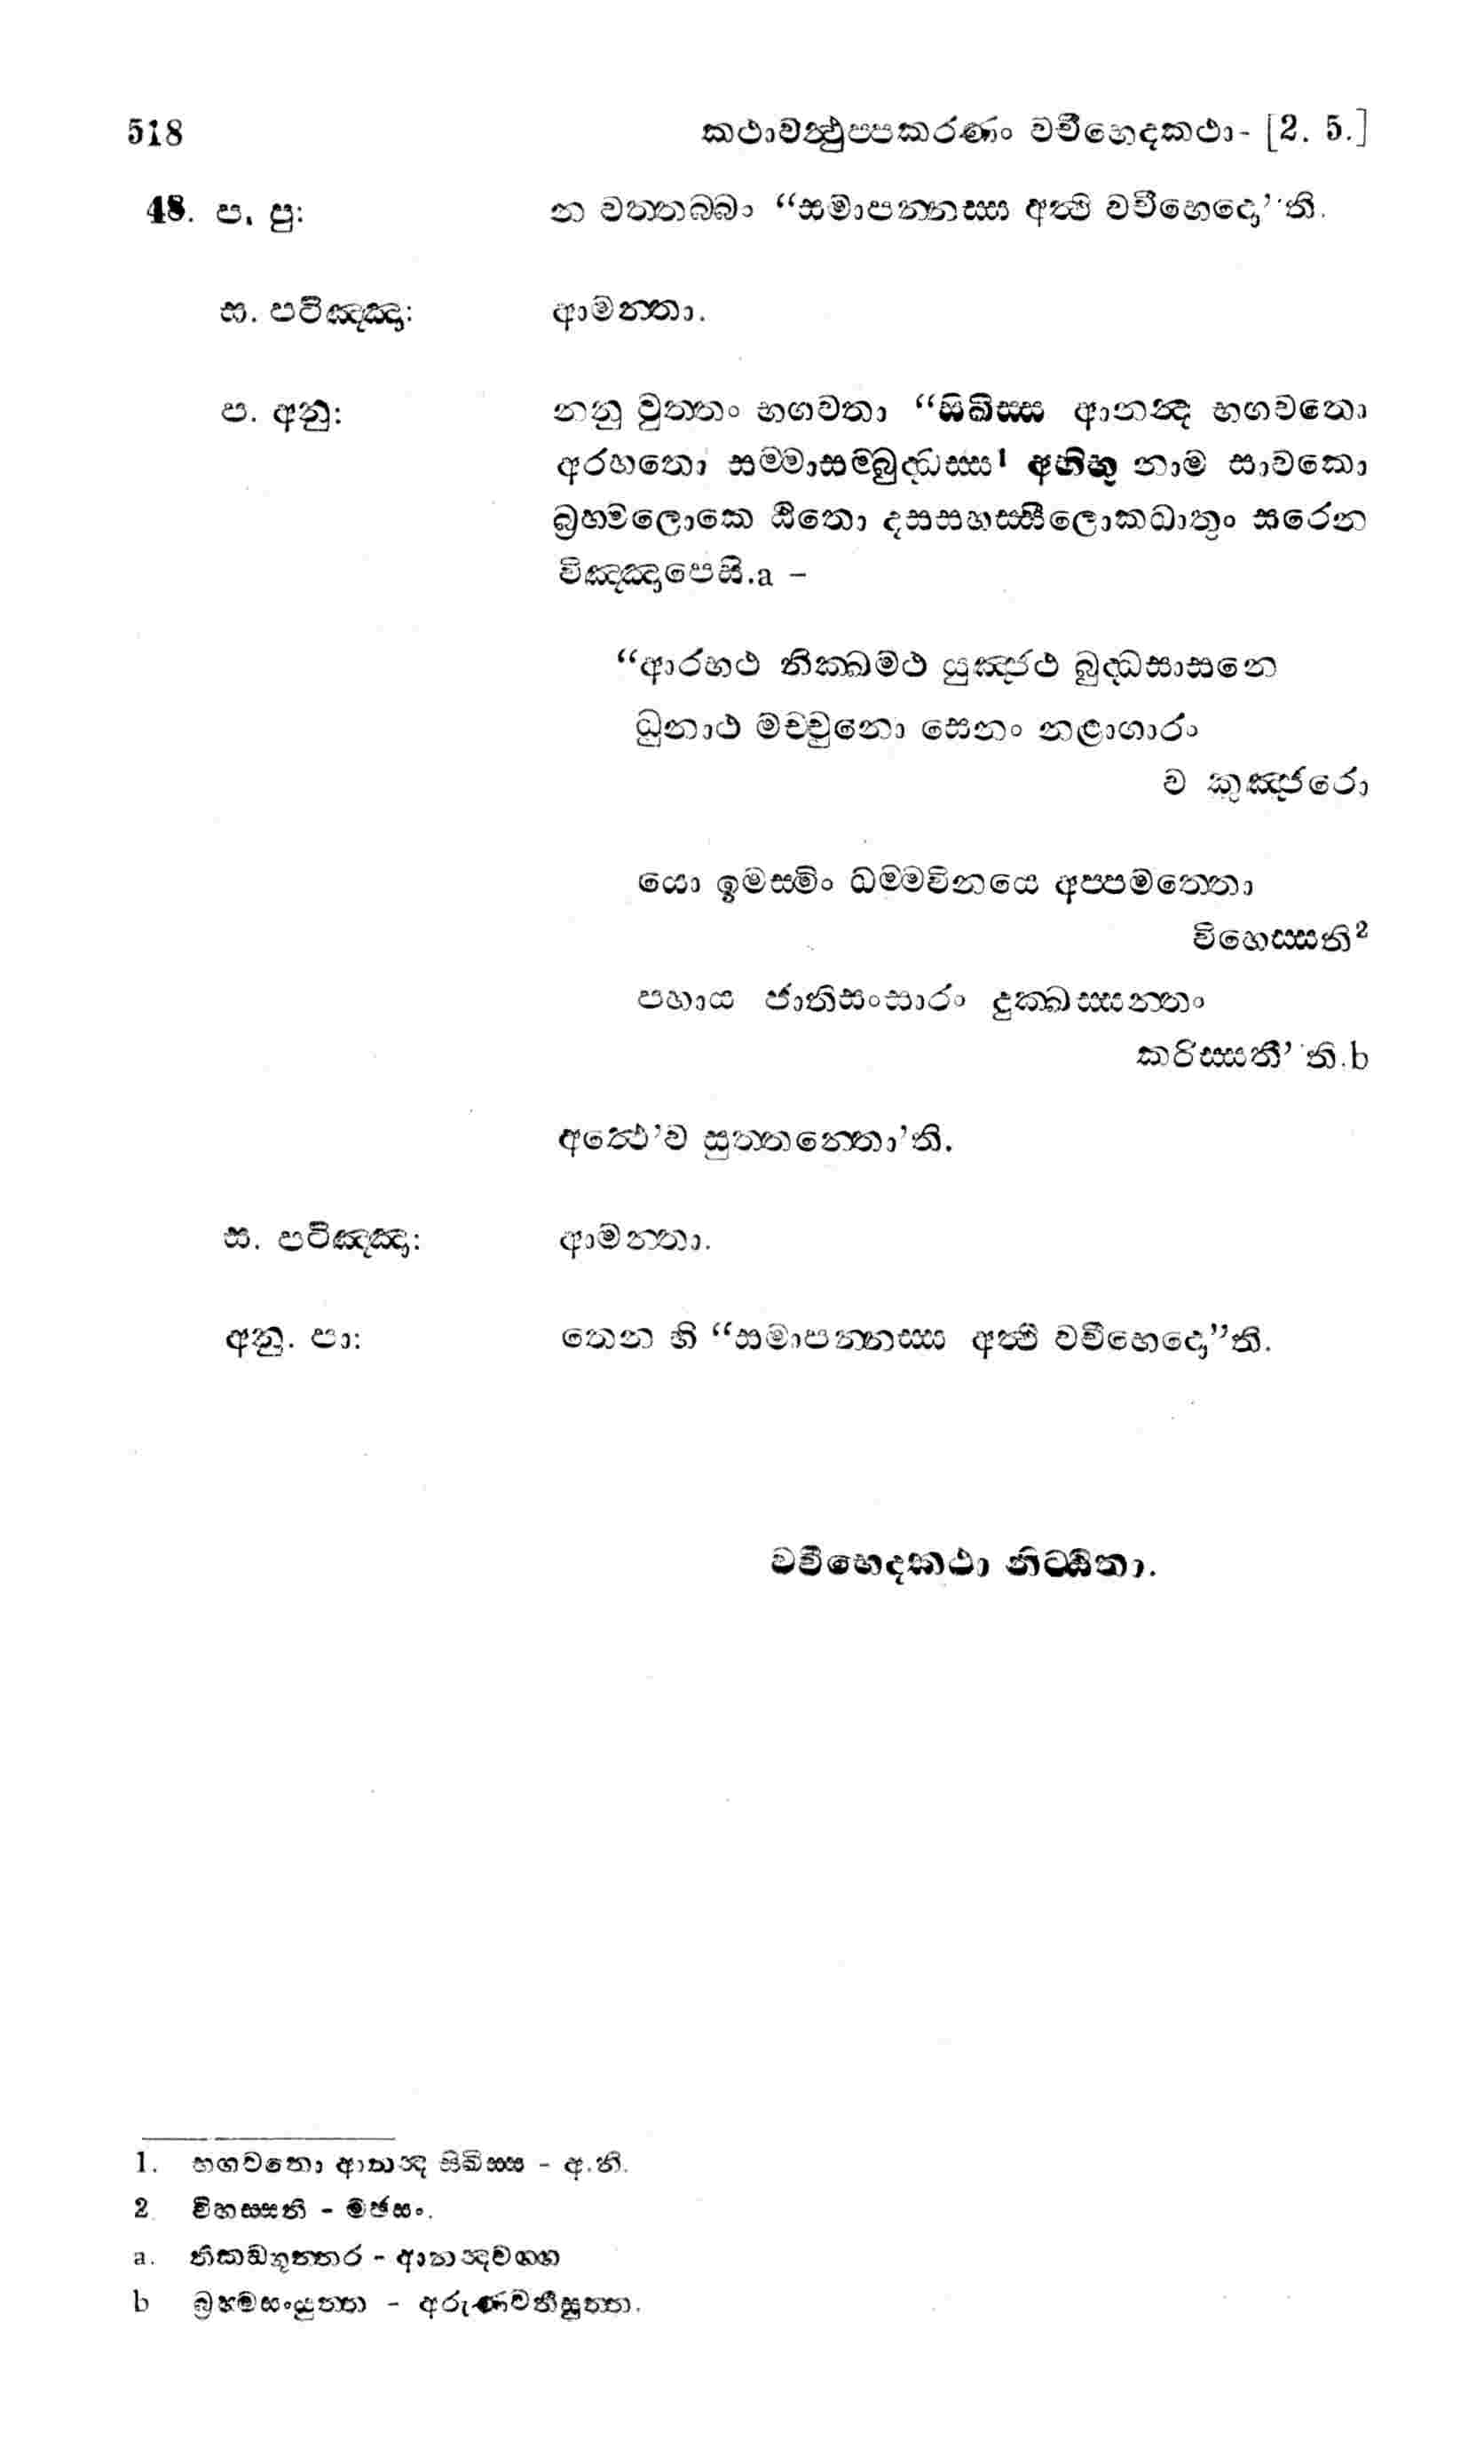 518 කථාවත්‍ථුප‍්පකරණං වචීභෙදකථා- [2. 5.]
48. ප. පු: න වත‍්තබ‍්බං “සමාපන‍්නස‍්ස අත්‍ථි වචීභෙදො’’ති.
ස. පටිඤ‍්ඤා: ආමන‍්තා.
ප. අනු: නනු වුත‍්තං භගවතා “සිඛිස‍්ස ආනන්‍ද භගවතො
අරහතො සම‍්මාසම‍්බුද්‍ධස‍්ස1 අභිභූ නාම සාවකො
බ්‍රහ‍්මලොකෙ ඨිතො දසසහස‍්සීලොකධාතුං සරෙන
විඤ‍්ඤාපෙසි.a –
“ආරභථ නික‍්ඛමථ යුඤ‍්ජථ බුද්‍ධසාසනෙ
ධුනාථ මච‍්චුනො සෙනං නළාගාරං
ව කුඤ‍්ජරො
යො ඉමස‍්මිං ධම‍්මවිනයෙ අප‍්පමත‍්තො
විහෙස‍්සති2
පහාය ජාතිසංසාරං දුක‍්ඛස‍්සන‍්තං
කරිස‍්සතී’’ති.b
අත්‍ථෙ’ව සුත‍්තන‍්තො’ති.
ස. පටිඤ‍්ඤා: ආමන‍්තා.
අනු. පා: තෙන හි “සමාපන‍්නස‍්ස අත්‍ථි වචීභෙදො”ති.
වචීභෙදකථා නිට‍්ඨිතා.
1. භගවතො ආනන්‍ද සිඛිස‍්ස - අ.නි.
2 විහස‍්සති - මජසං.
a. තිකඞ‍්ගුත‍්තර - ආනන්‍දවග‍්ග
b බ්‍රහ‍්මසංයුත‍්ත - අරුණවතීසුත‍්ත.